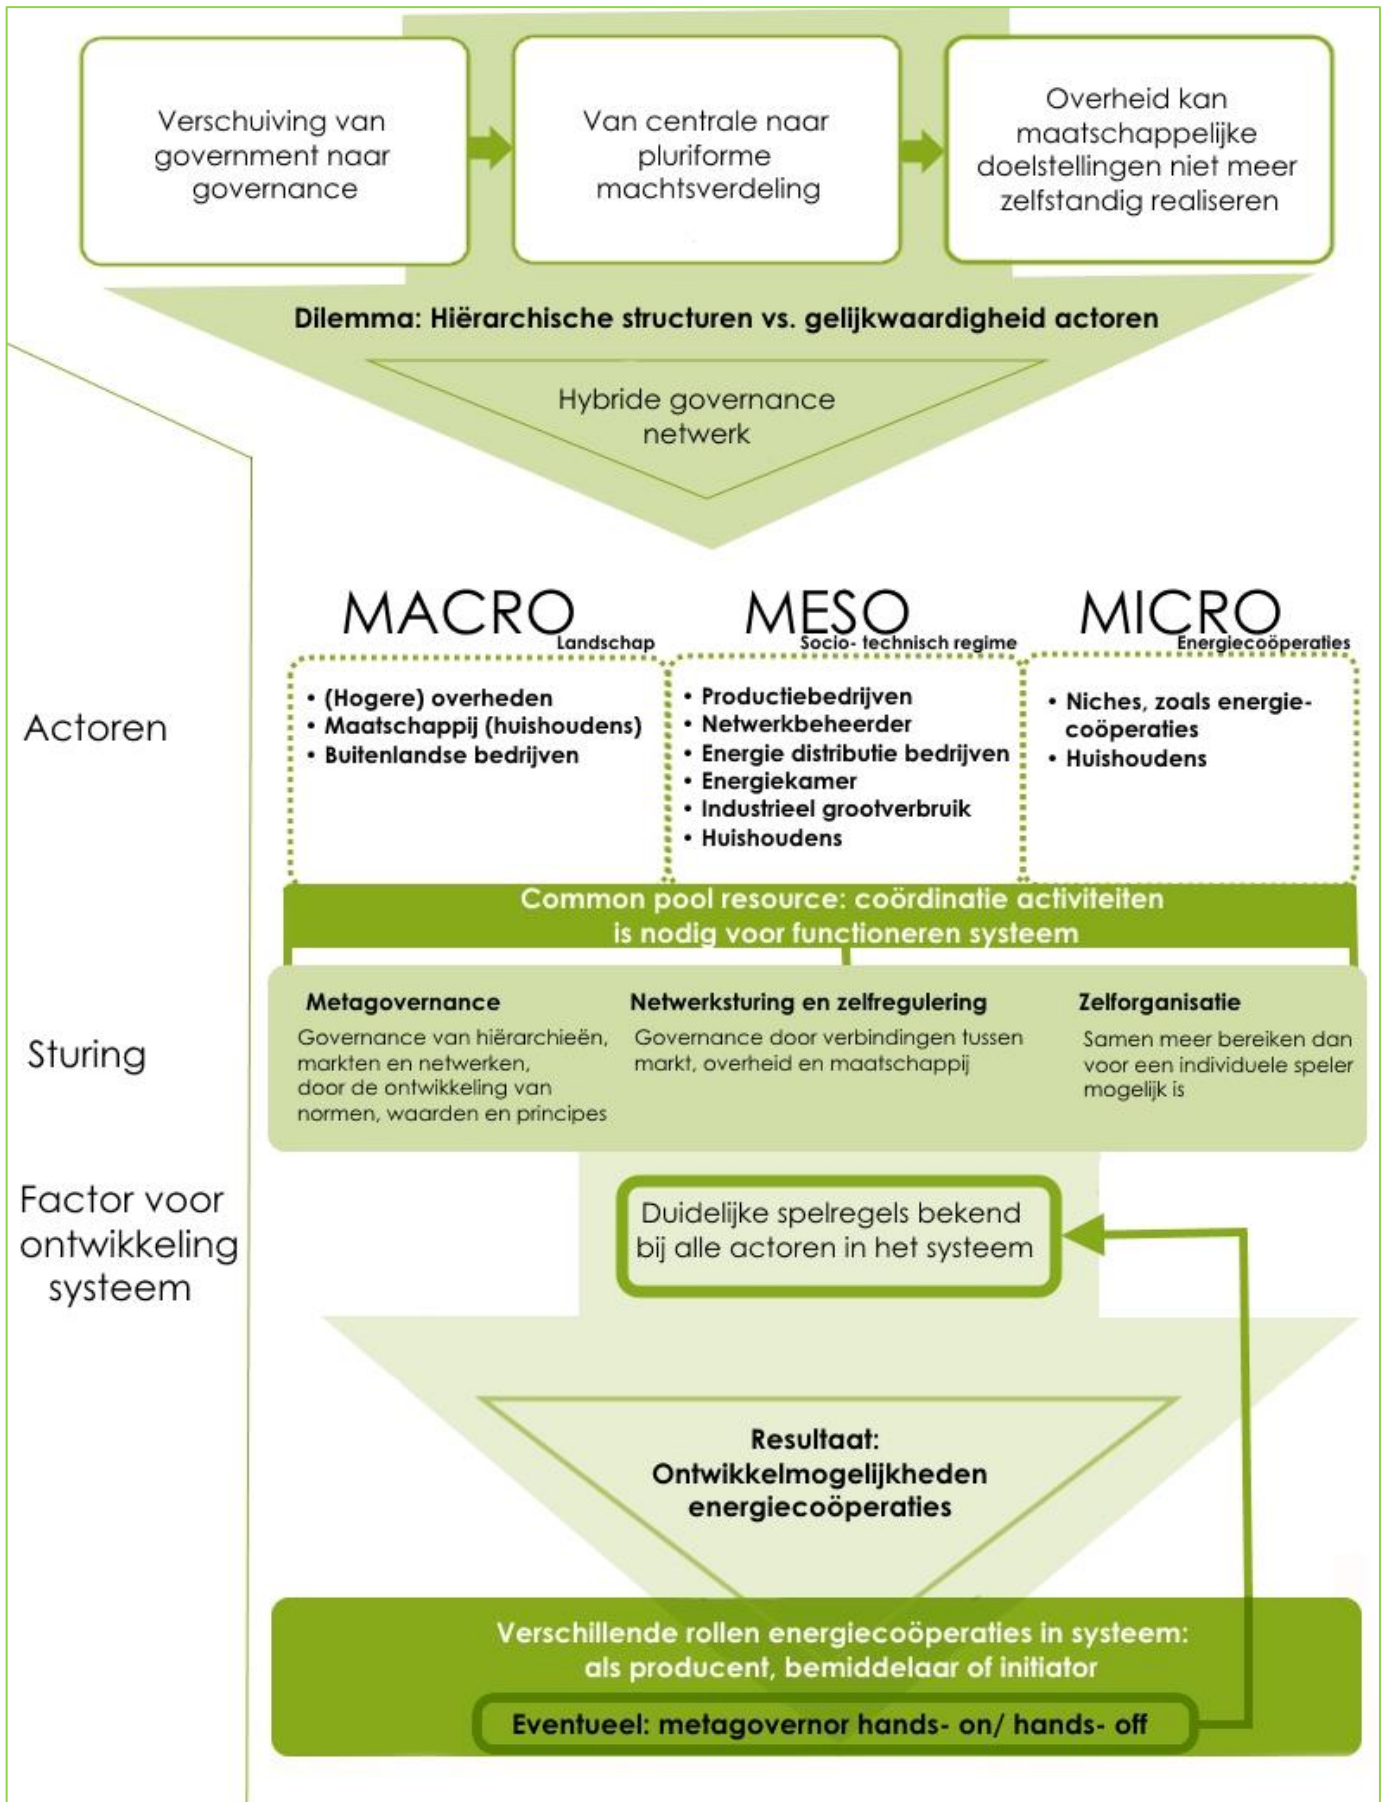 Verschuiving van
government naar
governance
Van centrale naar
pluriforme
machtsverdeling
Overheid kan
maatschappelijke
doelstellingen niet meer
zelfstandig realiseren
Dilemma: Hiërarchische structuren vs. gelijkwaardigheid actoren
Hybride governance
netwerk
MACRO
Landschap
MESO
Socio- technisch regime
MICRO
Energiecoöperaties
Actoren
• (Hogere) overheden
• Maatschappij (huishoudens)
• Buitenlandse bedrijven
• Productiebedrijven
• Netwerkbeheerder
• Energie distributie bedrijven
• Energiekamer
• Industrieel grootverbruik
• Huishoudens
• Niches, zoals energie-
coöperaties
• Huishoudens
Common pool resource: coördinatie activiteiten
is nodig voor functioneren systeem
Sturing
Metagovernance
Governance van hiërarchieën,
markten en netwerken,
door de ontwikkeling van
normen, waarden en principes
Netwerksturing en zelfregulering
Governance door verbindingen tussen
markt, overheid en maatschappij
Zelforganisatie
Samen meer bereiken dan
voor een individuele speler
mogelijk is
Factor voor
ontwikkeling
systeem
Duidelijke spelregels bekend
bij alle actoren in het systeem
Resultaat:
Ontwikkelmogelijkheden
energiecoöperaties
Verschillende rollen energiecoöperaties in systeem:
als producent, bemiddelaar of initiator
Eventueel: metagovernor hands- on/ hands- off